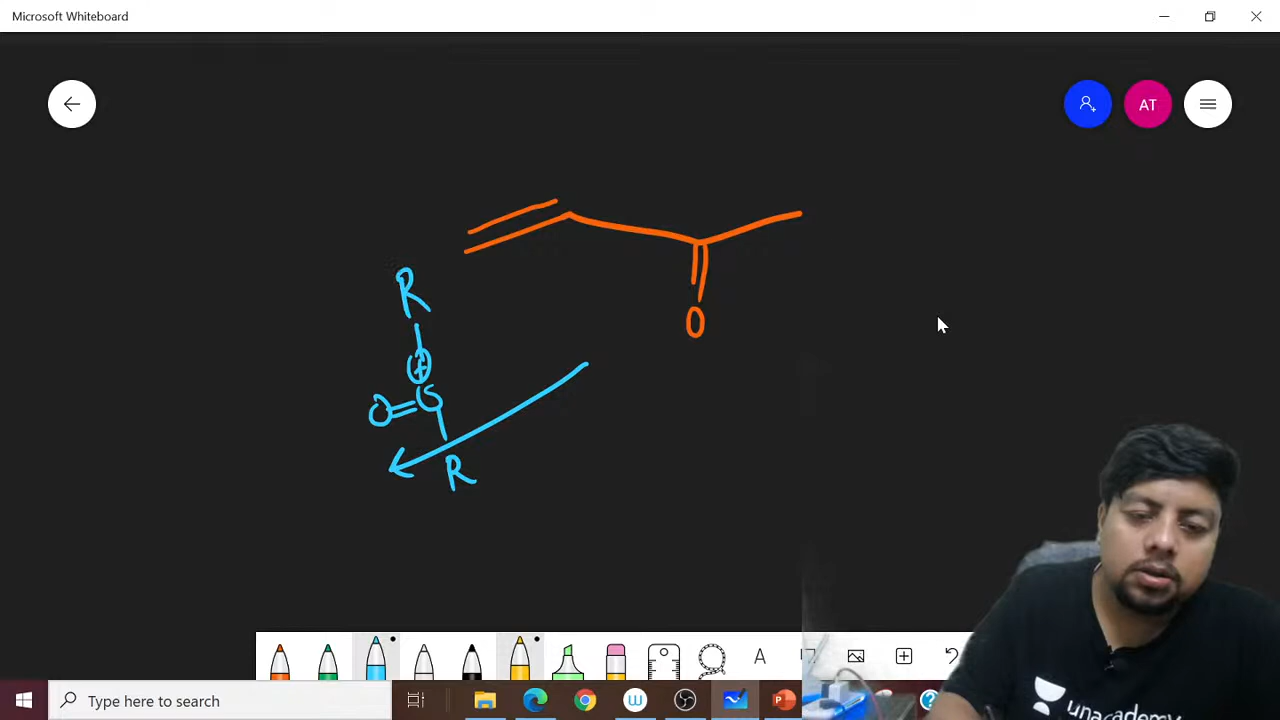 Microsoft Whiteboard
AT
R
+
O=S
R
O
A
Type here to search
W
P
?
unacademy